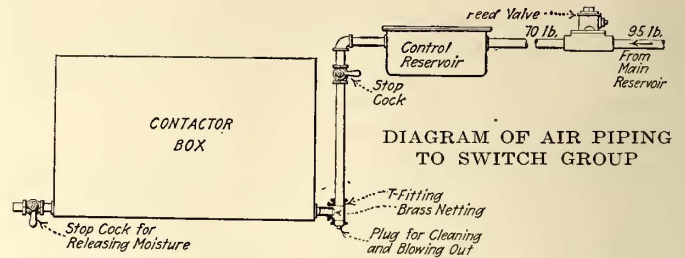 reed Valve
70 lb.
95 lb.
From
Main
Reservoir
Control
Reservoir
Stop
Cock
CONTACTOR
BOX
DIAGRAM OF AIR PIPING
TO SWITCH GROUP
T-Fitting
Brass Netting
Plug for Cleaning
and Blowing Out
Stop Cock for
Releasing Moisture